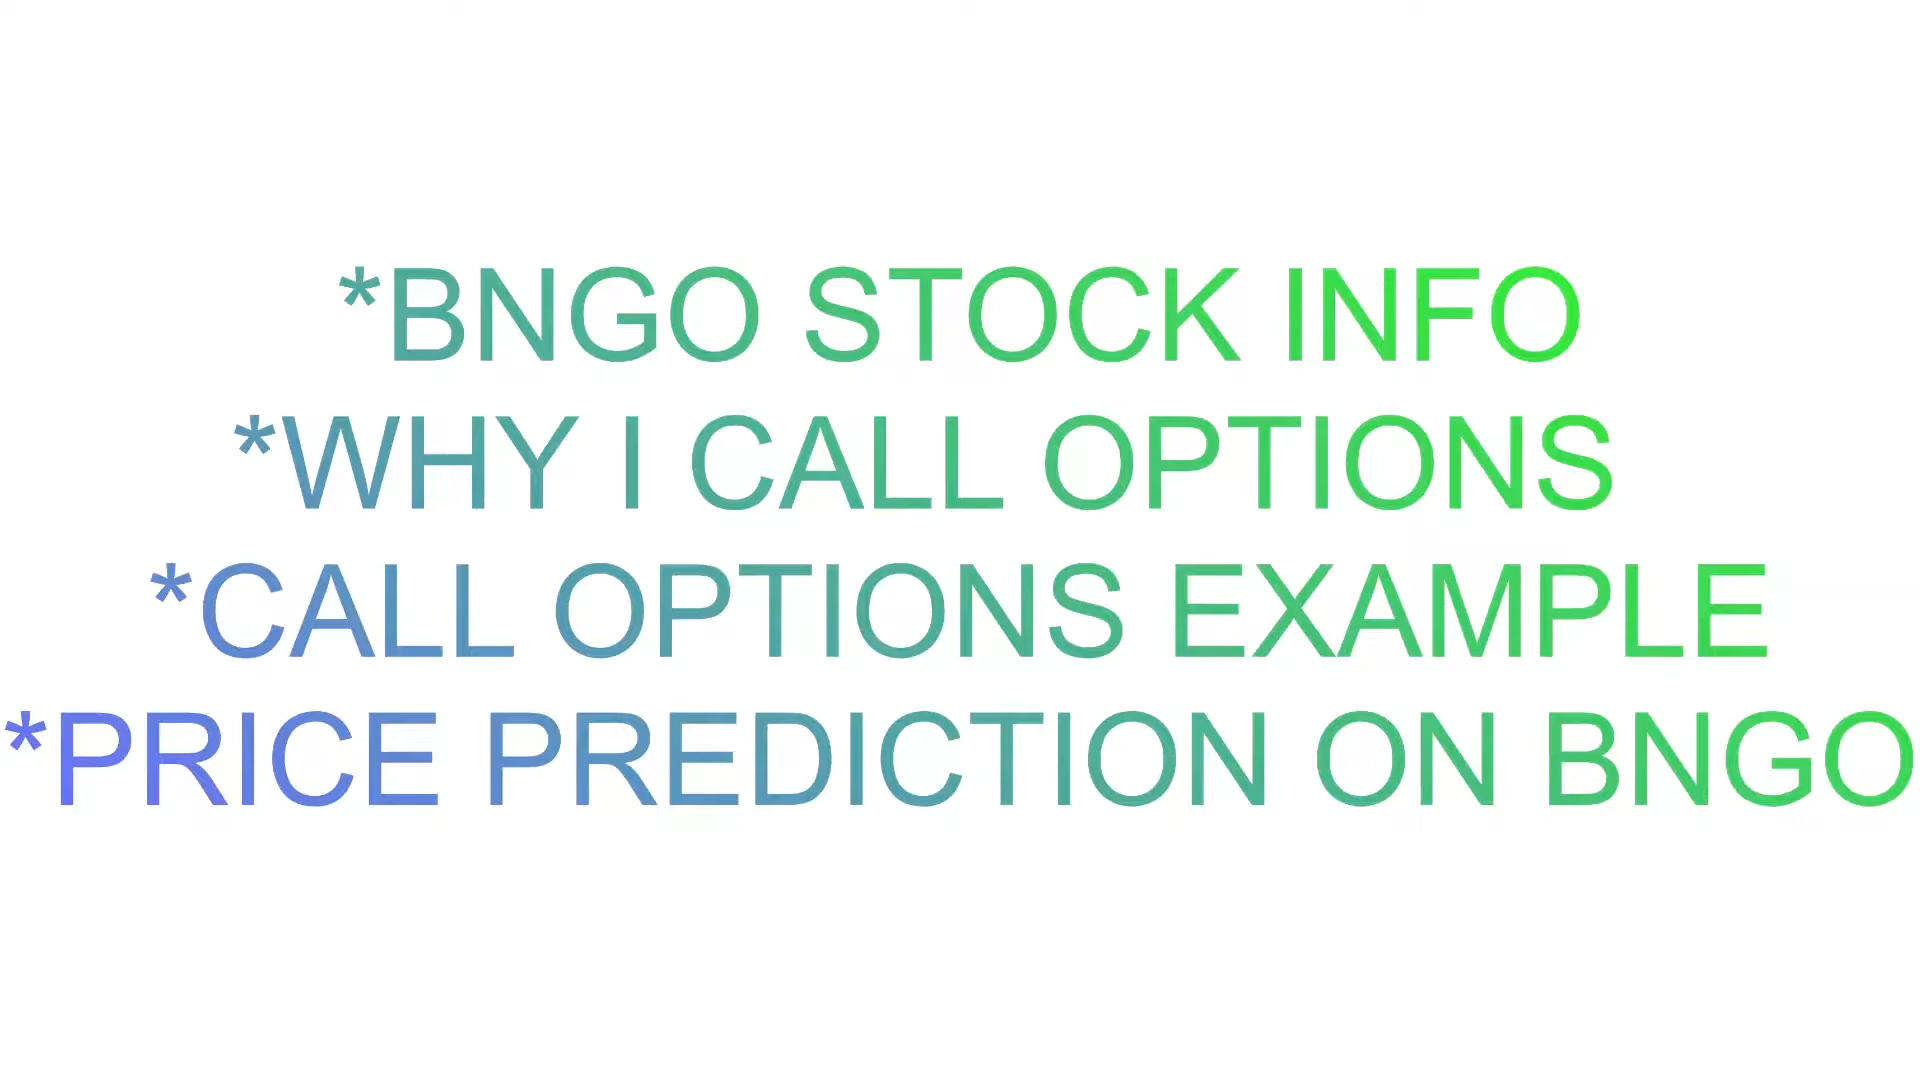 *BNGO STOCK INFO
*WHY I CALL OPTIONS
*CALL OPTIONS EXAMPLE
*PRICE PREDICTION ON BNGO